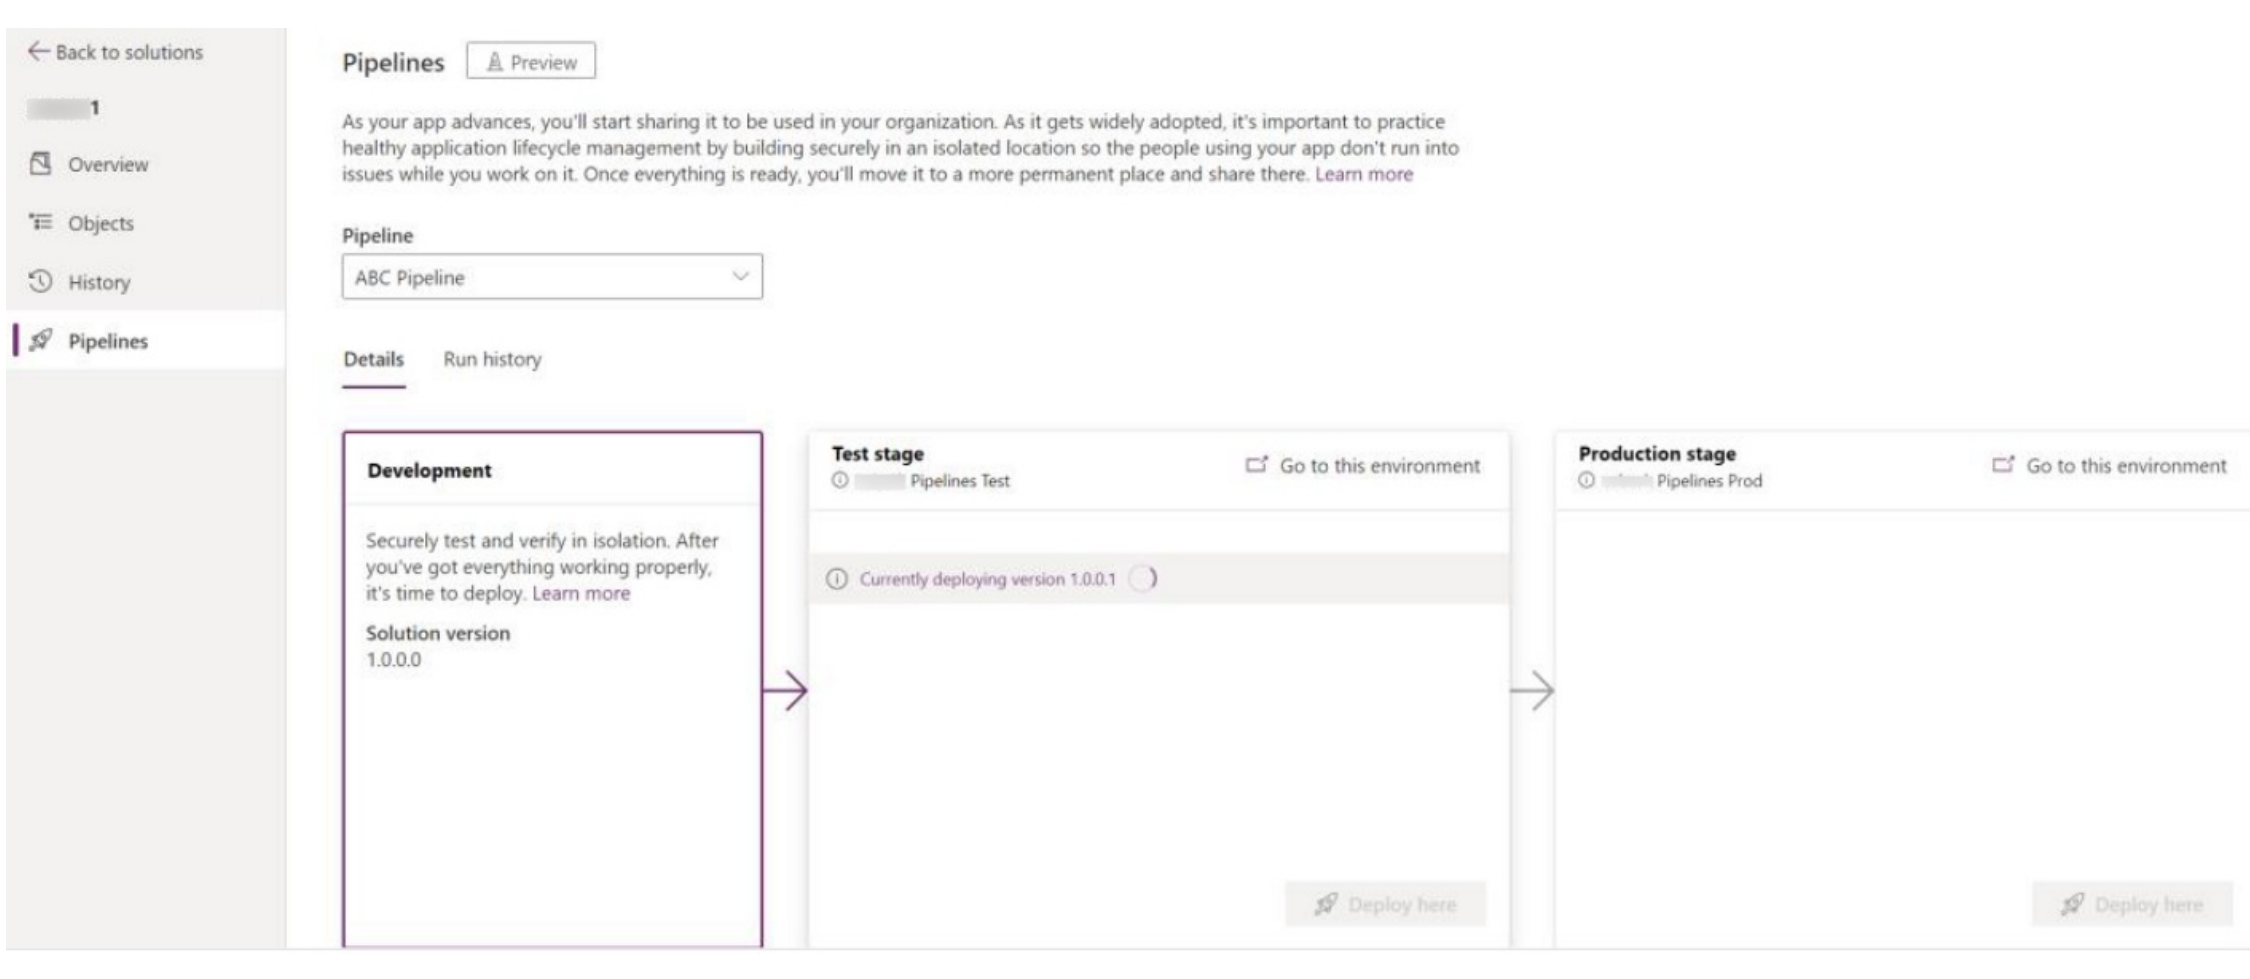 Back to solutions
1
Overview
Objects
History
Pipelines
Pipelines Preview
As your app advances, you'll start sharing it to be used in your organization. As it gets widely adopted, it's important to practice
healthy application lifecycle management by building securely in an isolated location so the people using your app don't run into
issues while you work on it. Once everything is ready, you'll move it to a more permanent place and share there. Learn more
Pipeline
ABC Pipeline
Details Run history
Development
Securely test and verify in isolation. After
you've got everything working properly,
it's time to deploy. Learn more
Solution version
1.0.0.0
Test stage
Pipelines Test
Go to this environment
Currently deploying version 1.0.0.1
Deploy here
Production stage
Pipelines Prod
Go to this environment
Deploy here